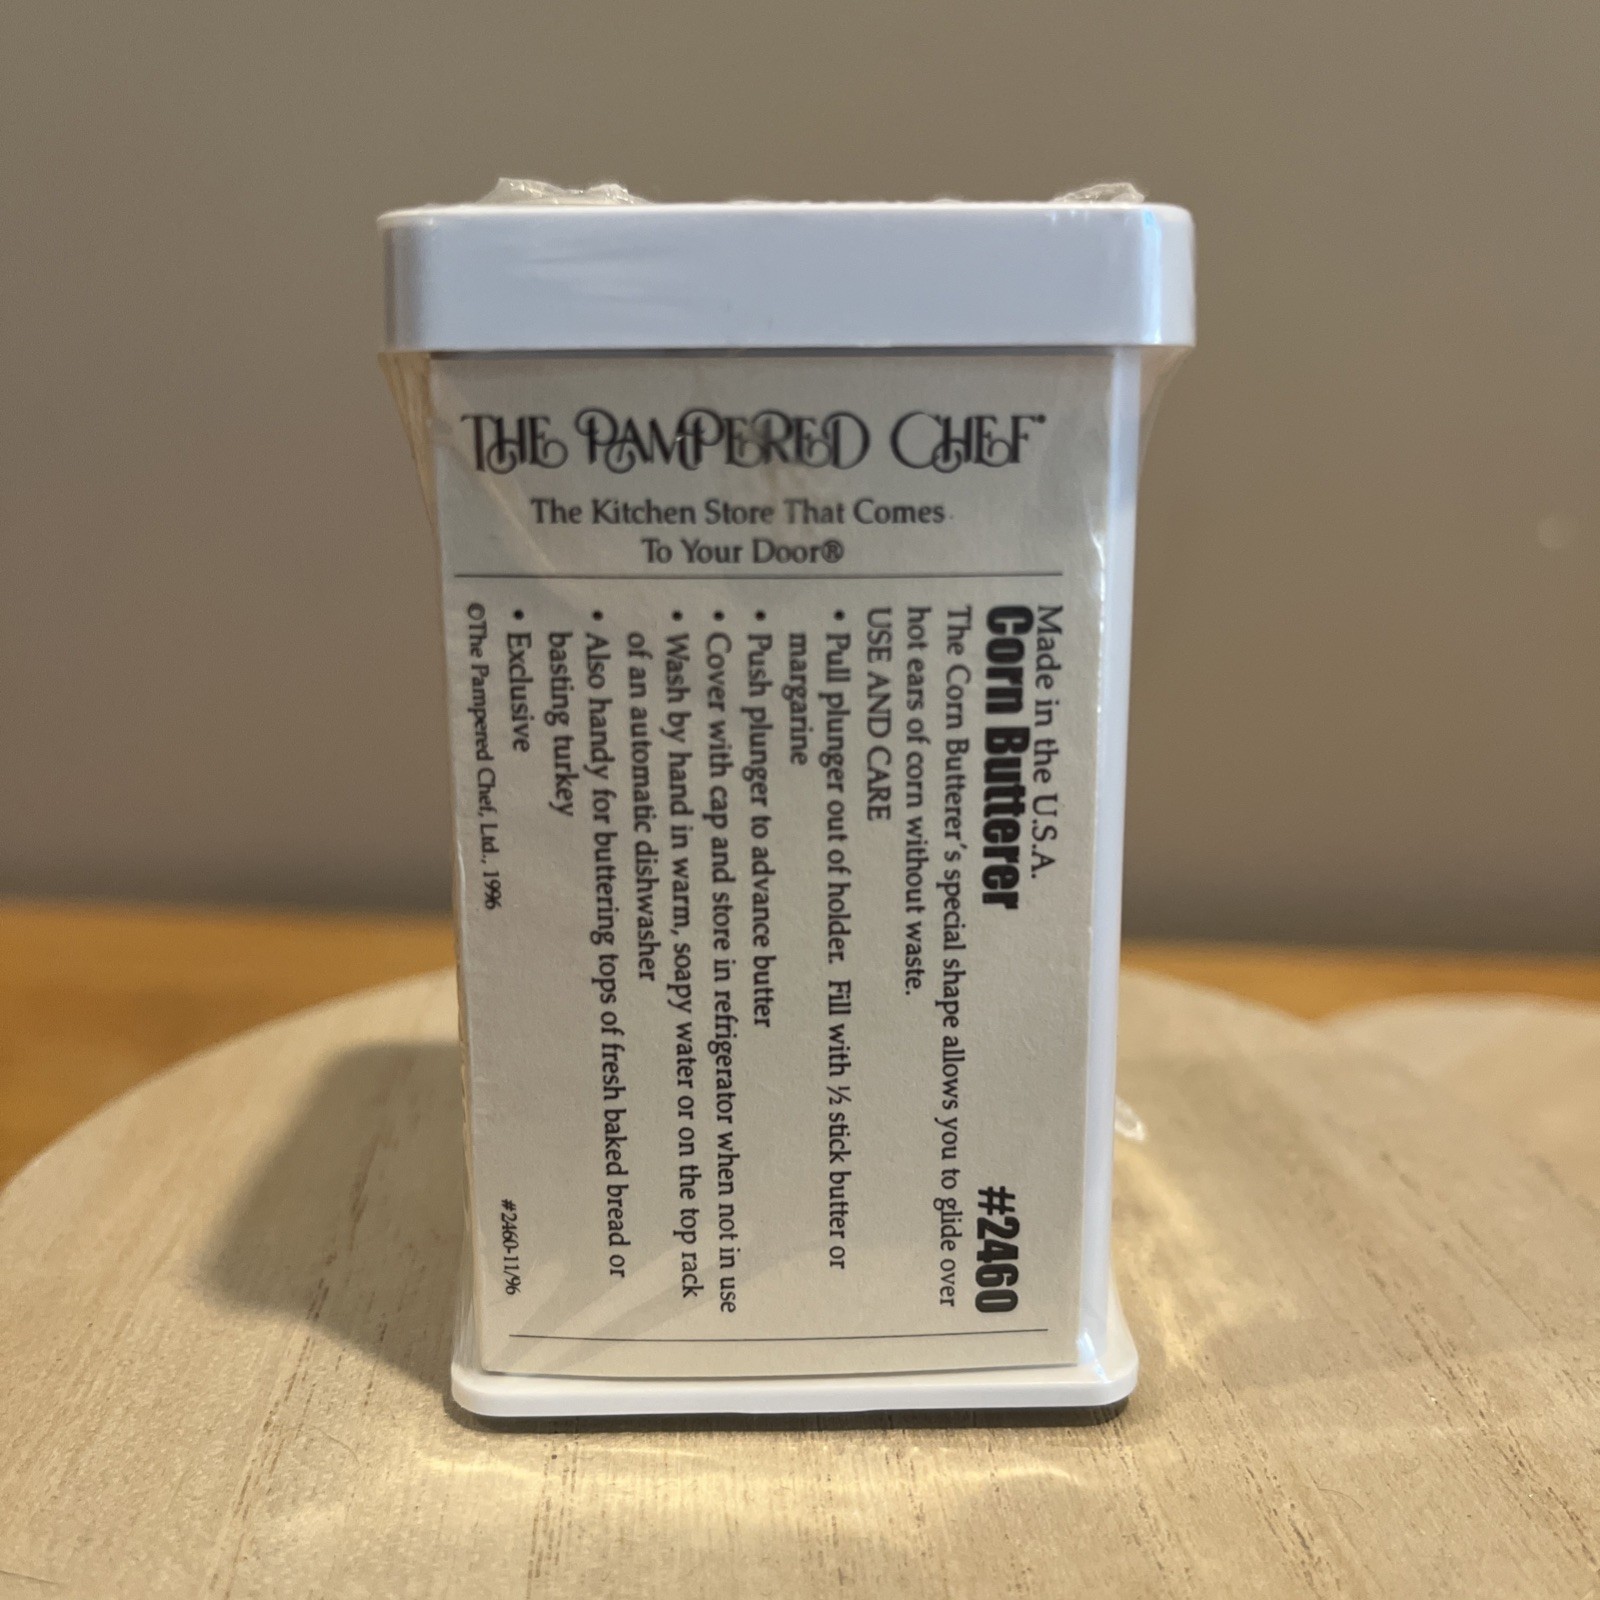 THE PAMPERED CHEF®
The Kitchen Store That Comes
To Your Door®
Made in the U.S.A.
Corn Butterer #2460
The Corn Butterer's special shape allows you to glide over
hot ears of corn without waste.
USE AND CARE
• Pull plunger out of holder. Fill with ½ stick butter or
margarine
• Push plunger to advance butter
• Cover with cap and store in refrigerator when not in use
• Wash by hand in warm, soapy water or on the top rack
of an automatic dishwasher
• Also handy for buttering tops of fresh baked bread or
basting turkey
• Exclusive
©The Pampered Chef, Ltd., 1996 #2460-11/96